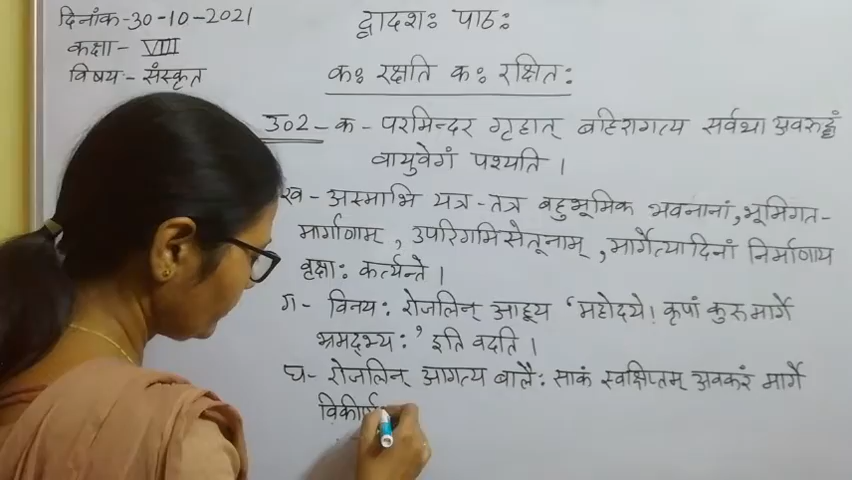 दिनांक-30-10-2021
कक्षा- VIII
विषय- संस्कृत
द्वादशः पाठः
कः रक्षति कः रक्षितः
उ०2-क- परमिन्दर गृहात् बहिरागत्य सर्वथा अवरुद्धं
वायुवेगं पश्यति।
ख- अस्माभि यत्र-तत्र बहुभूमिक भवनानां, भूमिगत-
मार्गाणाम्, उपरिगमिसेतूनाम्, मार्गेत्यादिनां निर्माणाय
वृक्षाः कर्त्यन्ते।
ग- विनयः रोजलिन् आहूय 'महोदये! कृपां कुरु मार्गे
भ्रमद्भ्यः' इति वदति।
घ- रोजलिन् आगत्य बालैः साकं स्वक्षिप्तम् अवकरं मार्गे